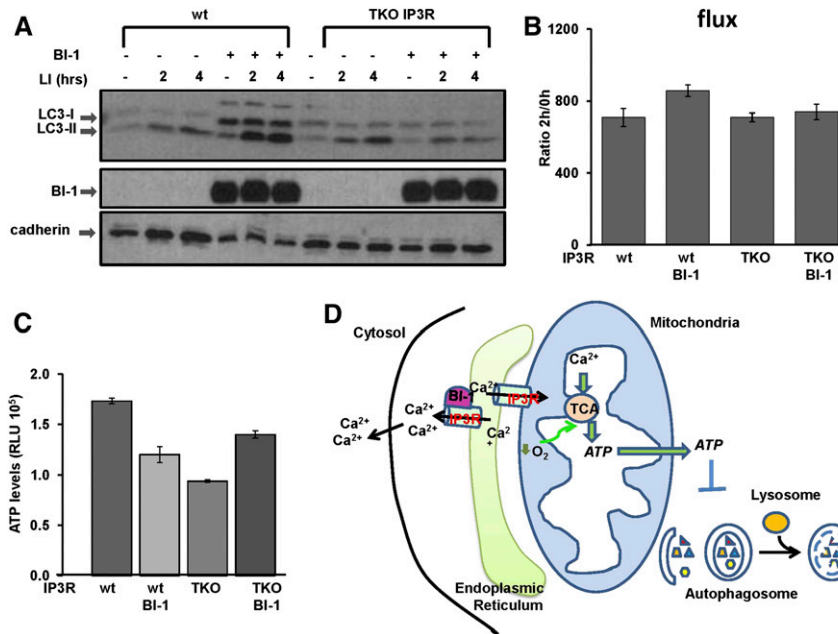 A
wt
TKO IP3R
BI-1 - - - + + + - - - + + +
LI (hrs) - 2 4 - 2 4 - 2 4 - 2 4
LC3-I
LC3-II
BI-1
cadherin
B
flux
Ratio 2h/0h
1200
800
400
0
IP3R wt wt TKO TKO
BI-1 BI-1
C
ATP levels (RLU 10⁵)
2.0
1.5
1.0
0.5
0.0
IP3R wt wt TKO TKO
BI-1 BI-1
D
Cytosol
Mitochondria
Ca²⁺
BI-1
Ca²⁺
IP3R
TCA
Ca²⁺
Ca²⁺
IP3R
Ca²
+
Ca²⁺
Ca²⁺
O₂
ATP
ATP
Lysosome
Endoplasmic
Reticulum
Autophagosome